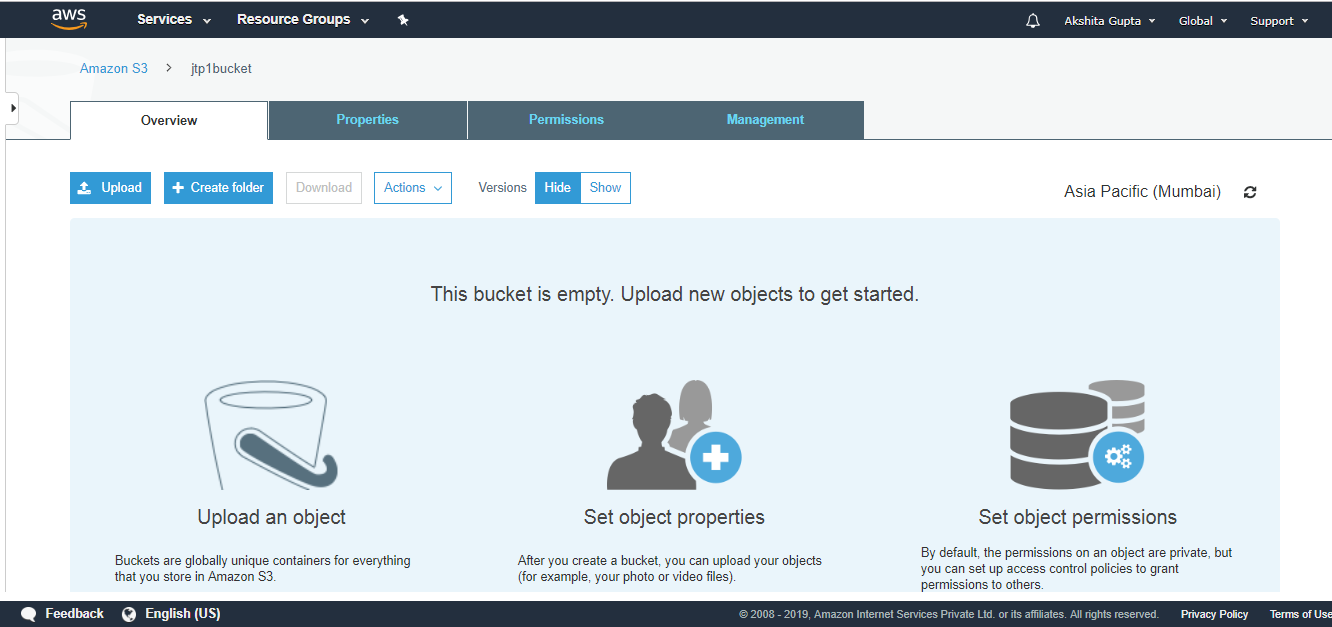 aws Services Resource Groups Akshita Gupta Global Support
Amazon S3 > jtp1bucket
Overview Properties Permissions Management
Upload Create folder Download Actions Versions Hide Show Asia Pacific (Mumbai)
This bucket is empty. Upload new objects to get started.
Upload an object
Buckets are globally unique containers for everything
that you store in Amazon S3.
Set object properties
After you create a bucket, you can upload your objects
(for example, your photo or video files).
Set object permissions
By default, the permissions on an object are private, but
you can set up access control policies to grant
permissions to others.
Feedback English (US) © 2008 - 2019, Amazon Internet Services Private Ltd. or its affiliates. All rights reserved. Privacy Policy Terms of Use